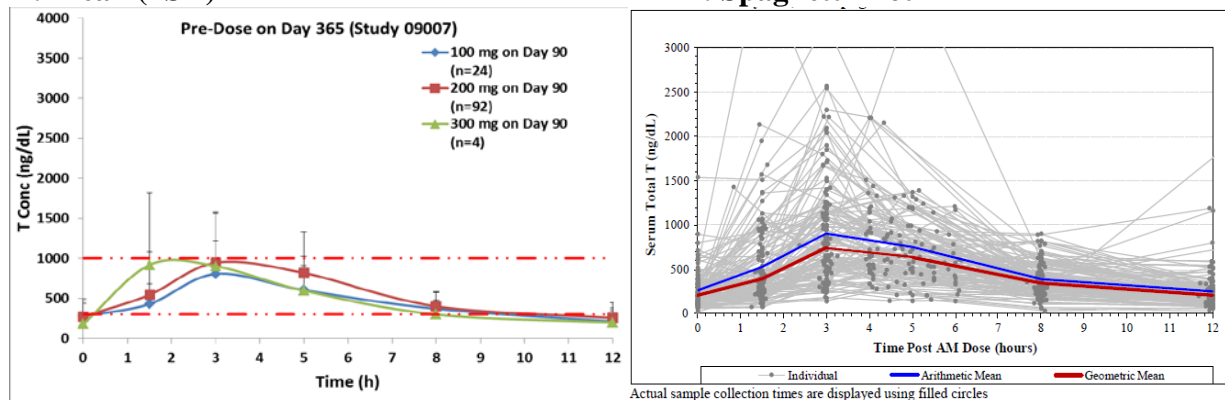 Pre-Dose on Day 365 (Study 09007)
100 mg on Day 90
(n=24)
200 mg on Day 90
(n=92)
300 mg on Day 90
(n=4)
T Conc (ng/dL)
4000
3500
3000
2500
2000
1500
1000
500
0
0 1 2 3 4 5 6 7 8 9 10 11 12
Time (h)
Serum Total T (ng/dL)
3000
2500
2000
1500
1000
500
0
0 1 2 3 4 5 6 7 8 9 10 11 12
Time Post AM Dose (hours)
Individual Arithmetic Mean Geometric Mean
Actual sample collection times are displayed using filled circles